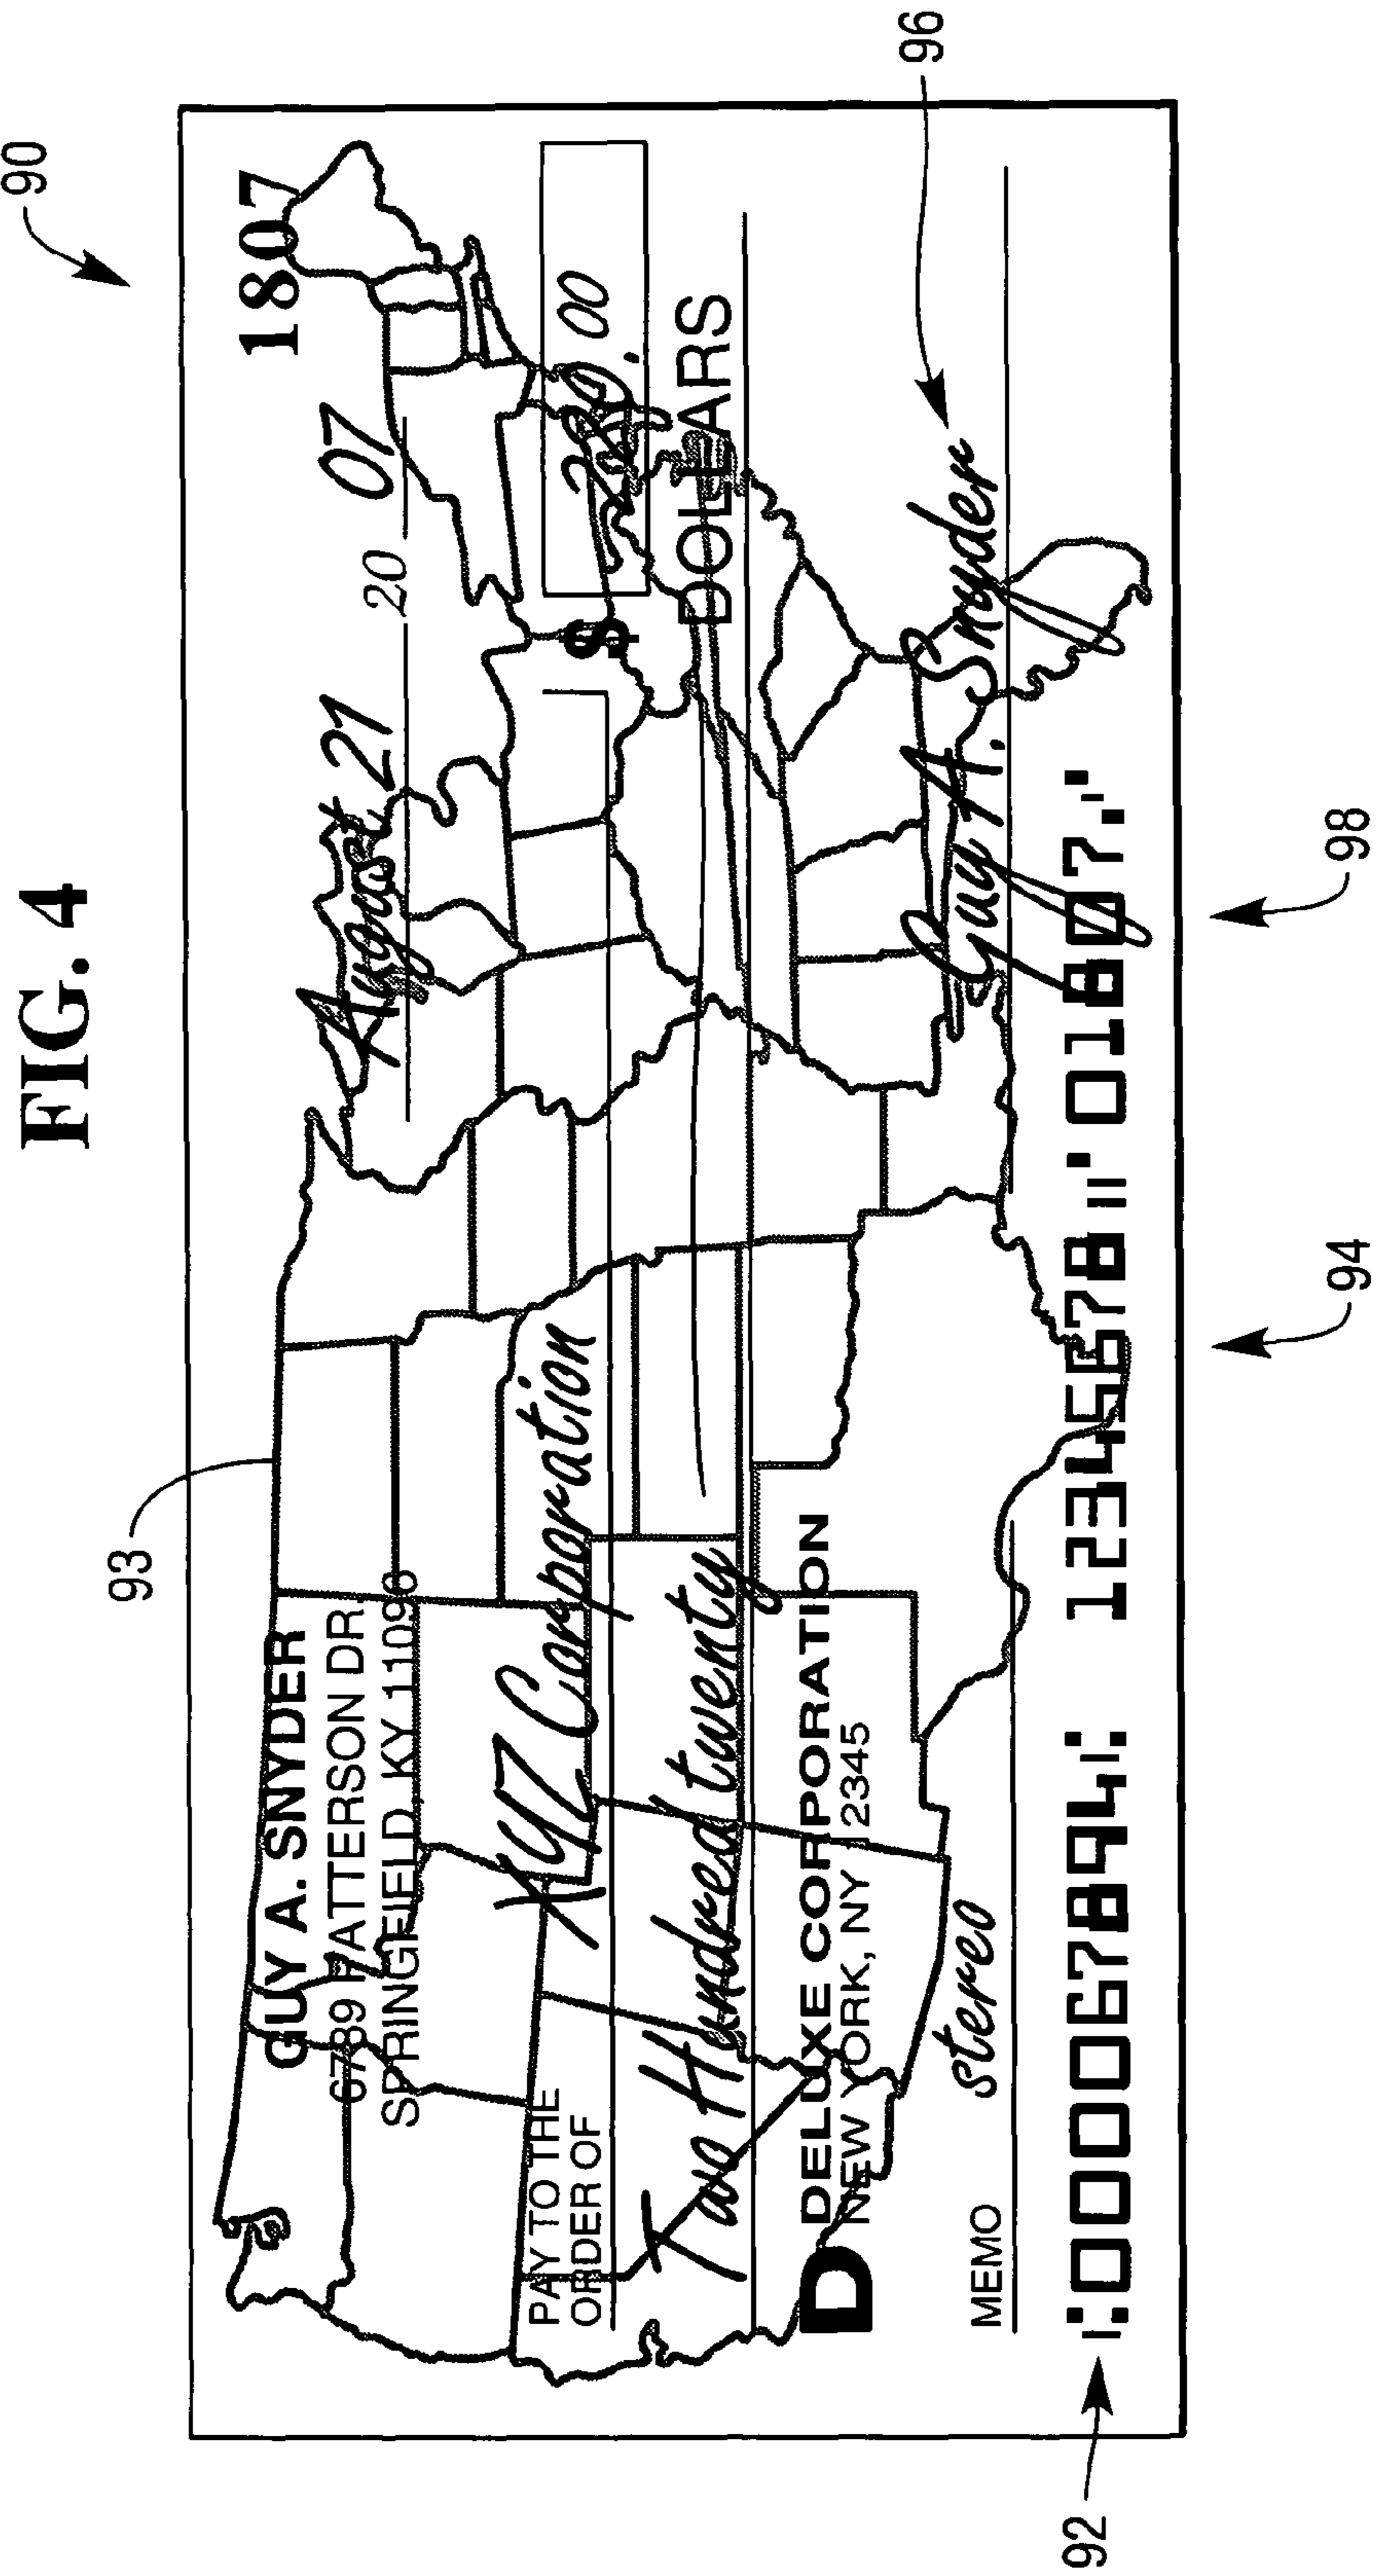 FIG. 4
90
93
1807
GUY A. SNYDER
6789 PATTERSON DR.
SPRINGFIELD, KY 11096
August 21 20 07
PAY TO THE
ORDER OF XYZ Corporation $ 220.00
Two Hundred twenty DOLLARS
DELUXE CORPORATION
NEW YORK, NY 12345
96
MEMO stereo Guy A. Snyder
92
⑆000067894⑆ 12345678⑈ 01807⑉
94
98